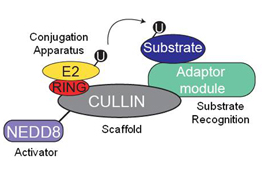 Conjugation
Apparatus
U
U
Substrate
E2
RING
Adaptor
module
CULLIN
Substrate
Recognition
Scaffold
NEDD8
Activator